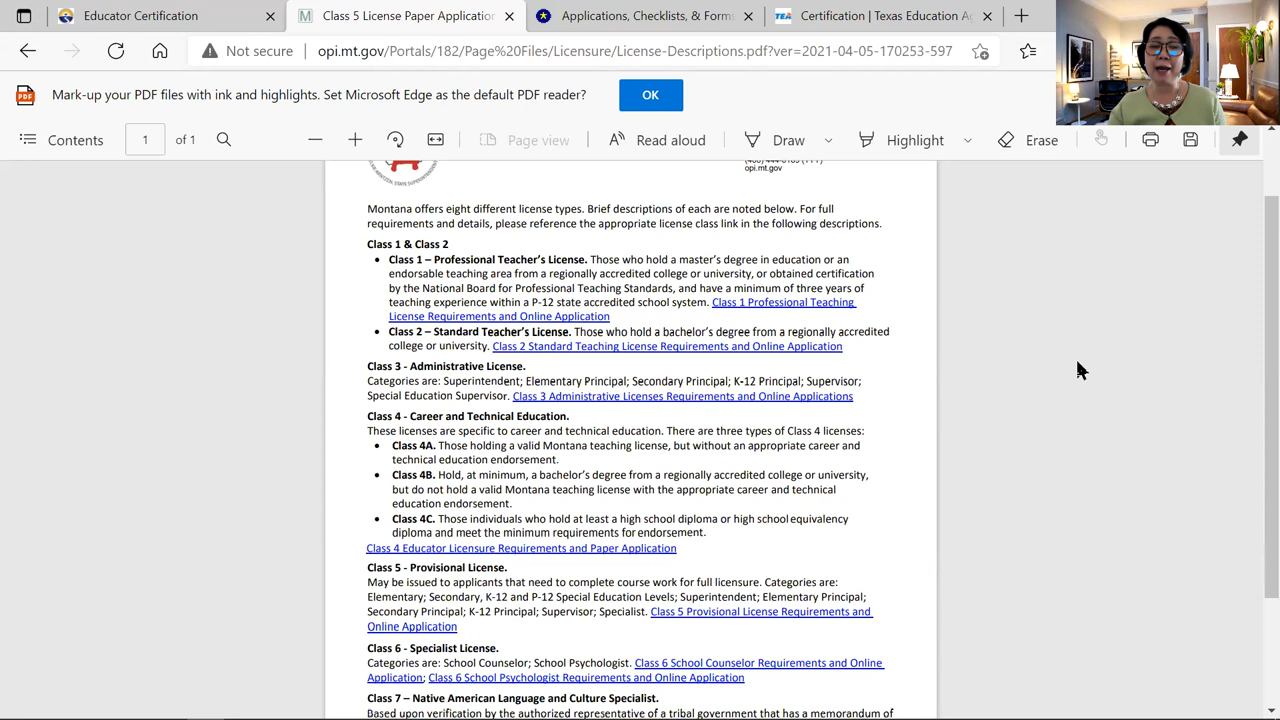 Educator Certification
Class 5 License Paper Application
Applications, Checklists, & Forms
Certification | Texas Education Ag
Not secure
opi.mt.gov/Portals/182/Page%20Files/Licensure/License-Descriptions.pdf?ver=2021-04-05-170253-597
Mark-up your PDF files with ink and highlights. Set Microsoft Edge as the default PDF reader?
OK
Contents
1 of 1
Page view
Read aloud
Draw
Highlight
Erase
opi.mt.gov
Montana offers eight different license types. Brief descriptions of each are noted below. For full
requirements and details, please reference the appropriate license class link in the following descriptions.
Class 1 & Class 2
• Class 1 – Professional Teacher's License. Those who hold a master's degree in education or an
endorsable teaching area from a regionally accredited college or university, or obtained certification
by the National Board for Professional Teaching Standards, and have a minimum of three years of
teaching experience within a P-12 state accredited school system. Class 1 Professional Teaching
License Requirements and Online Application
• Class 2 – Standard Teacher's License. Those who hold a bachelor's degree from a regionally accredited
college or university. Class 2 Standard Teaching License Requirements and Online Application
Class 3 - Administrative License.
Categories are: Superintendent; Elementary Principal; Secondary Principal; K-12 Principal; Supervisor;
Special Education Supervisor. Class 3 Administrative Licenses Requirements and Online Applications
Class 4 - Career and Technical Education.
These licenses are specific to career and technical education. There are three types of Class 4 licenses:
• Class 4A. Those holding a valid Montana teaching license, but without an appropriate career and
technical education endorsement.
• Class 4B. Hold, at minimum, a bachelor's degree from a regionally accredited college or university,
but do not hold a valid Montana teaching license with the appropriate career and technical
education endorsement.
• Class 4C. Those individuals who hold at least a high school diploma or high school equivalency
diploma and meet the minimum requirements for endorsement.
Class 4 Educator Licensure Requirements and Paper Application
Class 5 - Provisional License.
May be issued to applicants that need to complete course work for full licensure. Categories are:
Elementary; Secondary, K-12 and P-12 Special Education Levels; Superintendent; Elementary Principal;
Secondary Principal; K-12 Principal; Supervisor; Specialist. Class 5 Provisional License Requirements and
Online Application
Class 6 - Specialist License.
Categories are: School Counselor; School Psychologist. Class 6 School Counselor Requirements and Online
Application; Class 6 School Psychologist Requirements and Online Application
Class 7 – Native American Language and Culture Specialist.
Based upon verification by the authorized representative of a tribal government that has a memorandum of